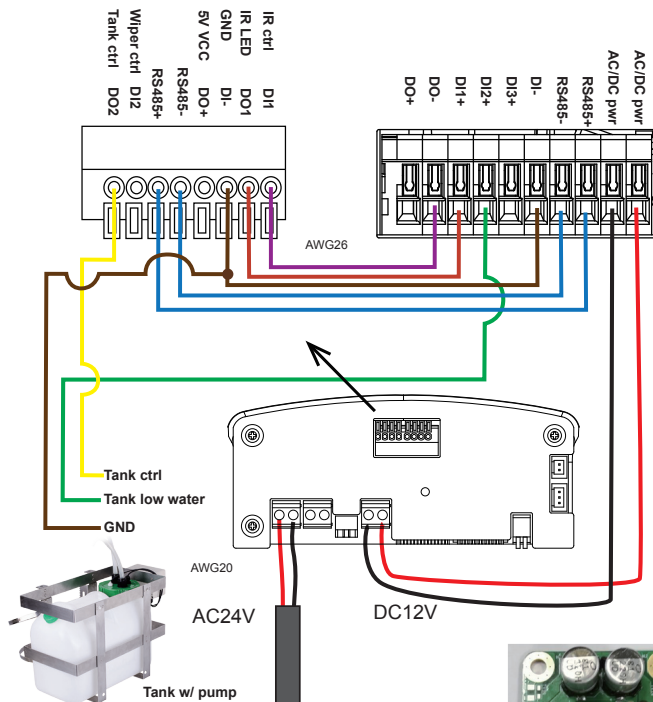 Tank ctrl DO2
Wiper ctrl DI2
RS485+
RS485-
5V VCC DO+
GND DI-
IR LED DO1
IR ctrl DI1
DO+
DO-
DI1+
DI2+
DI3+
DI-
RS485-
RS485+
AC/DC pwr
AC/DC pwr
AWG26
Tank ctrl
Tank low water
GND
AWG20
AC24V
DC12V
Tank w/ pump